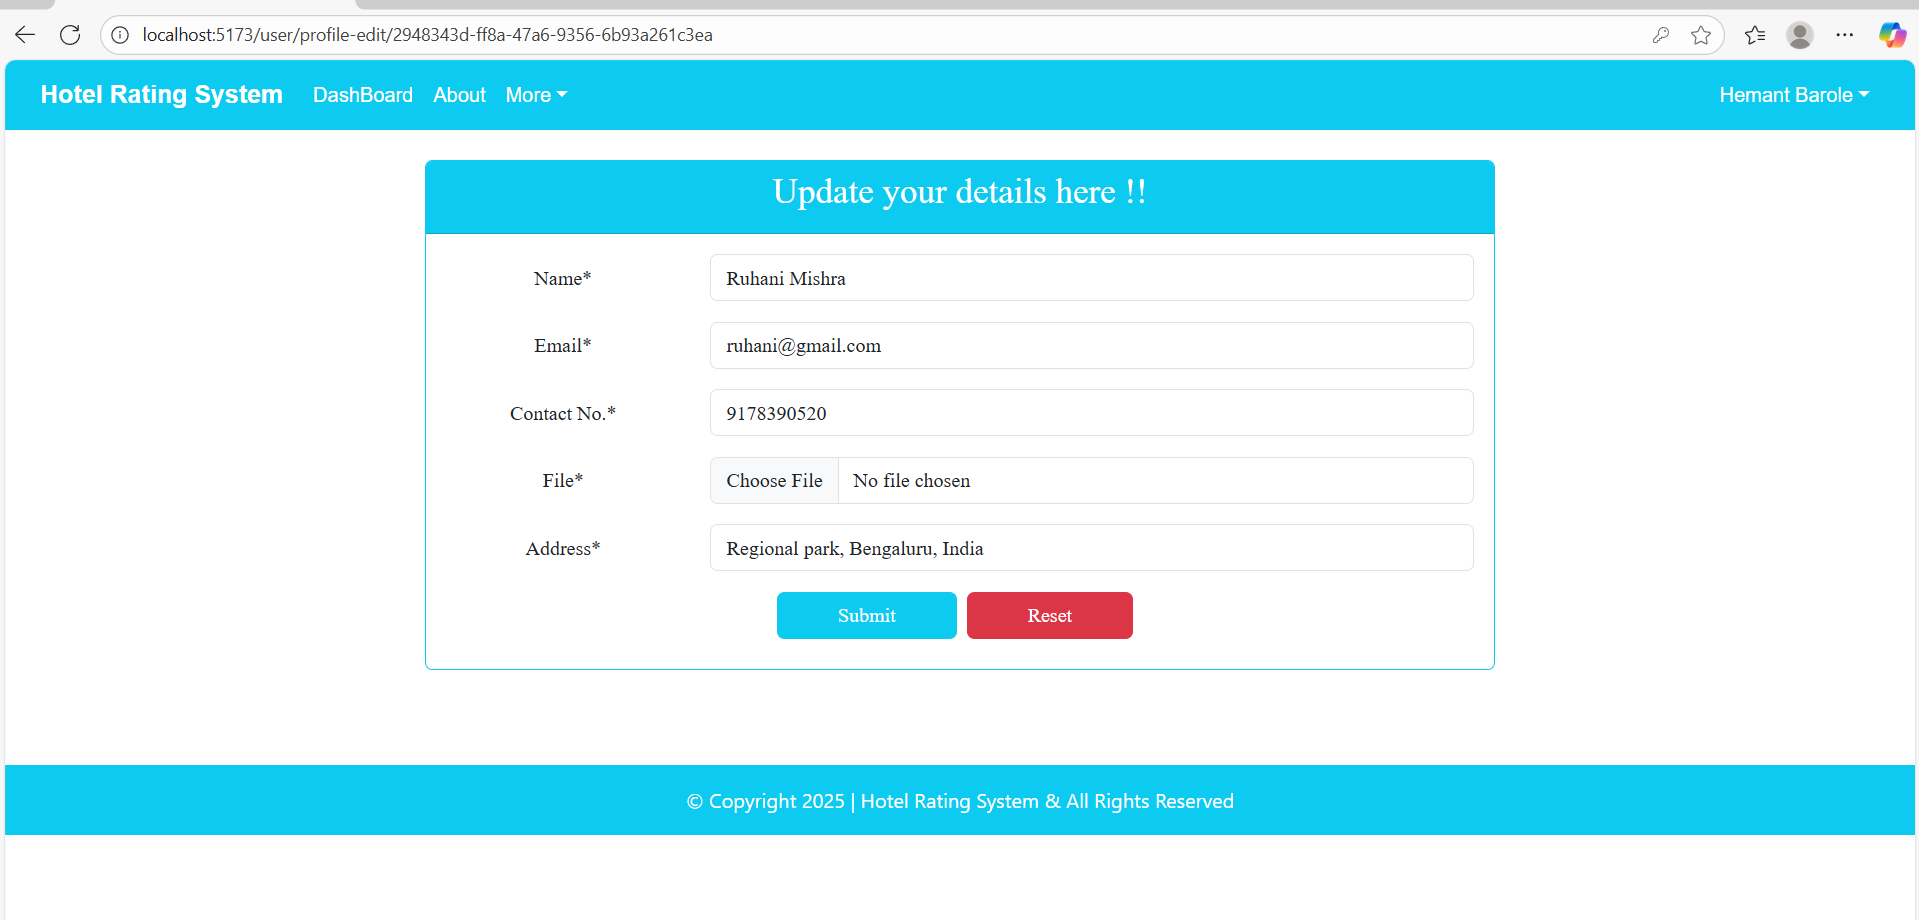 localhost:5173/user/profile-edit/2948343d-ff8a-47a6-9356-6b93a261c3ea
Hotel Rating System DashBoard About More Hemant Barole
Update your details here !!
Name* Ruhani Mishra
Email* ruhani@gmail.com
Contact No.* 9178390520
File* Choose File No file chosen
Address* Regional park, Bengaluru, India
Submit Reset
© Copyright 2025 | Hotel Rating System & All Rights Reserved